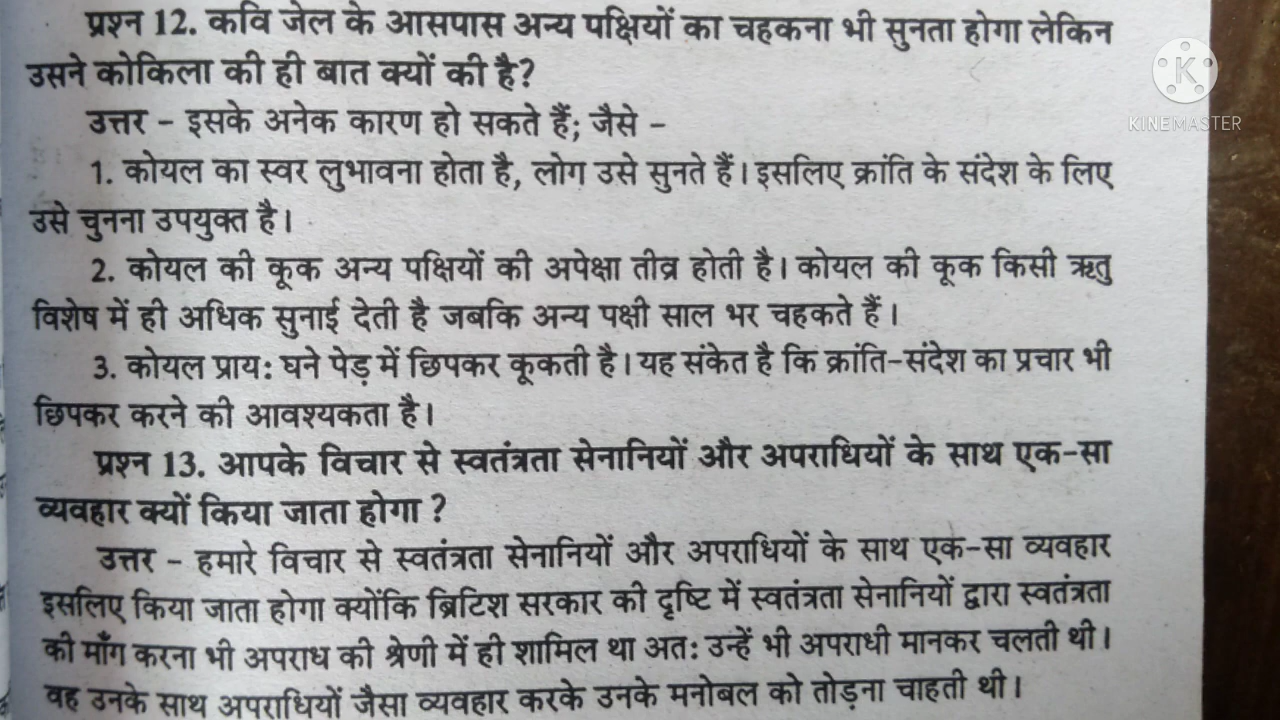 प्रश्न 12. कवि जेल के आसपास अन्य पक्षियों का चहकना भी सुनता होगा लेकिन
उसने कोकिला की ही बात क्यों की है?
उत्तर - इसके अनेक कारण हो सकते हैं; जैसे -
1. कोयल का स्वर लुभावना होता है, लोग उसे सुनते हैं। इसलिए क्रांति के संदेश के लिए
उसे चुनना उपयुक्त है।
2. कोयल की कूक अन्य पक्षियों की अपेक्षा तीव्र होती है। कोयल की कूक किसी ऋतु
विशेष में ही अधिक सुनाई देती है जबकि अन्य पक्षी साल भर चहकते हैं।
3. कोयल प्राय: घने पेड़ में छिपकर कूकती है। यह संकेत है कि क्रांति-संदेश का प्रचार भी
छिपकर करने की आवश्यकता है।
प्रश्न 13. आपके विचार से स्वतंत्रता सेनानियों और अपराधियों के साथ एक-सा
व्यवहार क्यों किया जाता होगा ?
उत्तर - हमारे विचार से स्वतंत्रता सेनानियों और अपराधियों के साथ एक-सा व्यवहार
इसलिए किया जाता होगा क्योंकि ब्रिटिश सरकार की दृष्टि में स्वतंत्रता सेनानियों द्वारा स्वतंत्रता
की माँग करना भी अपराध की श्रेणी में ही शामिल था अत: उन्हें भी अपराधी मानकर चलती थी।
वह उनके साथ अपराधियों जैसा व्यवहार करके उनके मनोबल को तोड़ना चाहती थी।
K
KINEMASTER